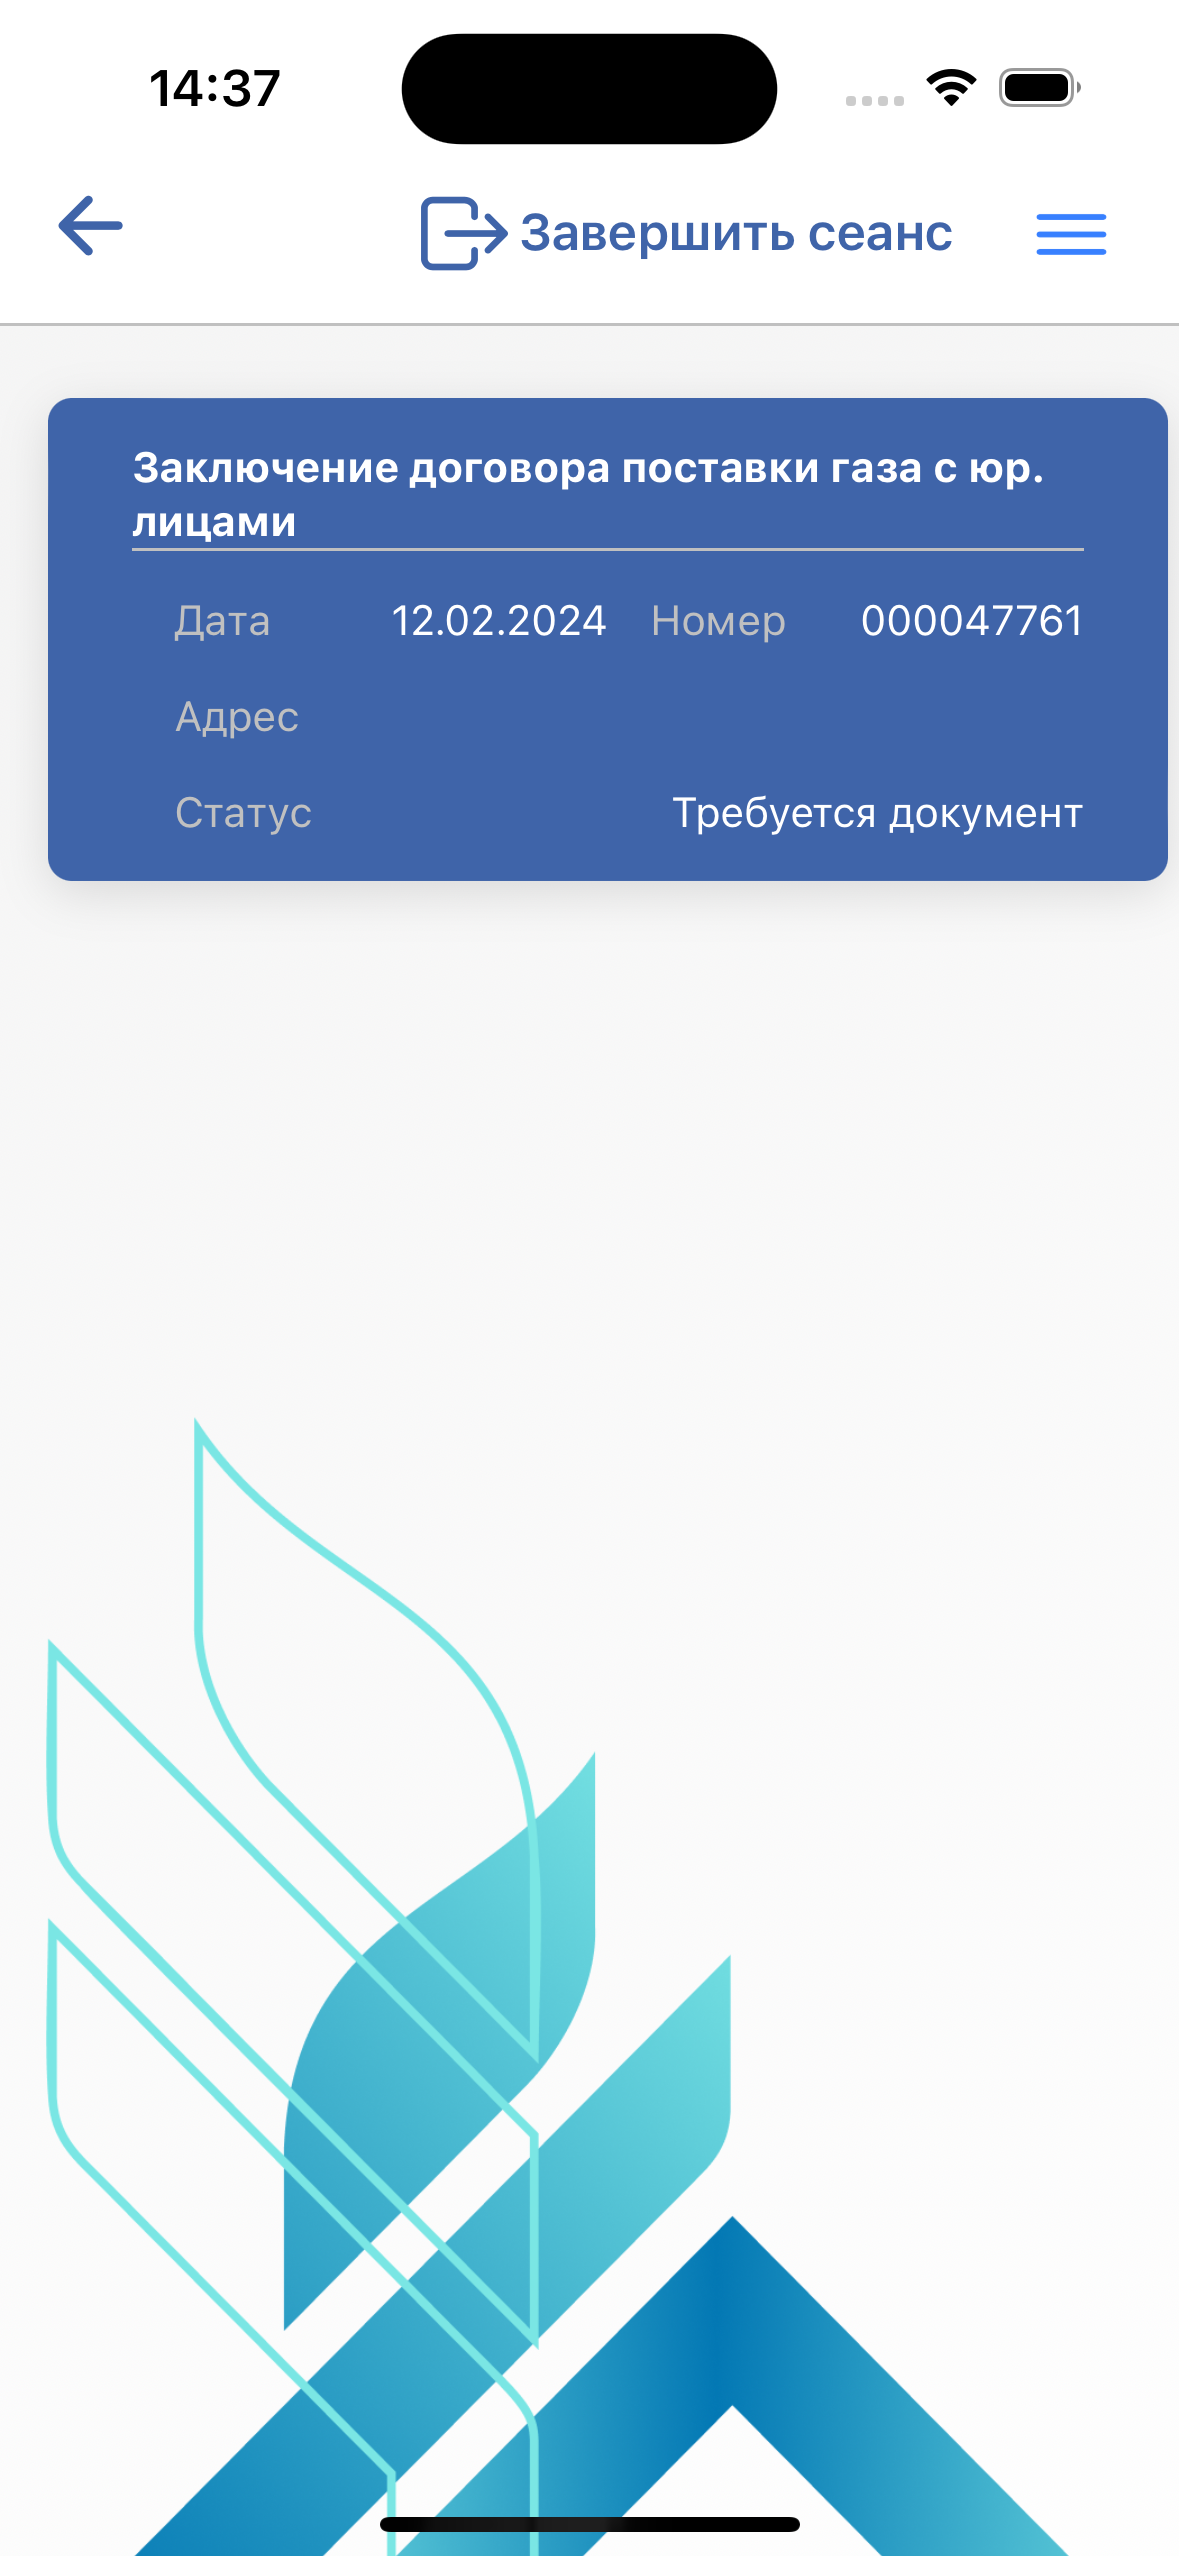 14:37
Завершить сеанс
Заключение договора поставки газа с юр.
лицами
Дата 12.02.2024 Номер 000047761
Адрес
Статус Требуется документ